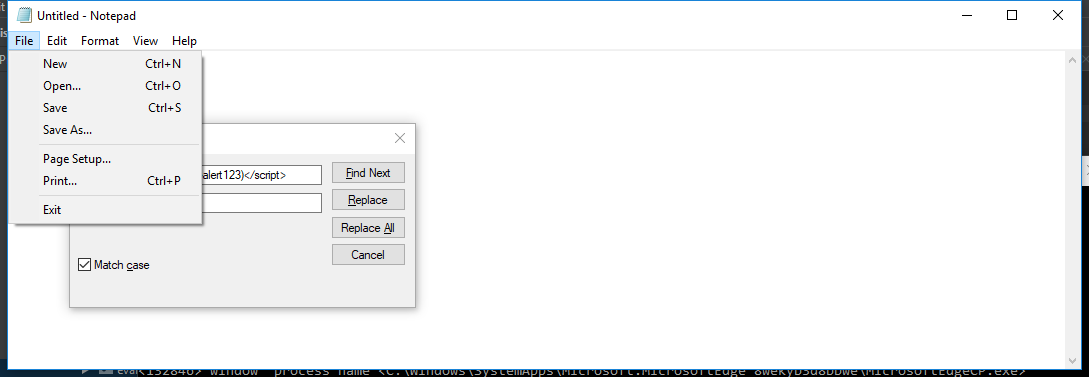 Untitled - Notepad
File Edit Format View Help
New Ctrl+N
Open... Ctrl+O
Save Ctrl+S
Save As...
Page Setup...
Print... Ctrl+P
Exit
alert123)</script>
Find Next
Replace
Replace All
Cancel
Match case
eval<132846> window process name <C:\Windows\SystemApps\Microsoft.MicrosoftEdge_8wekyb3d8bbwe\MicrosoftEdgeCP.exe>